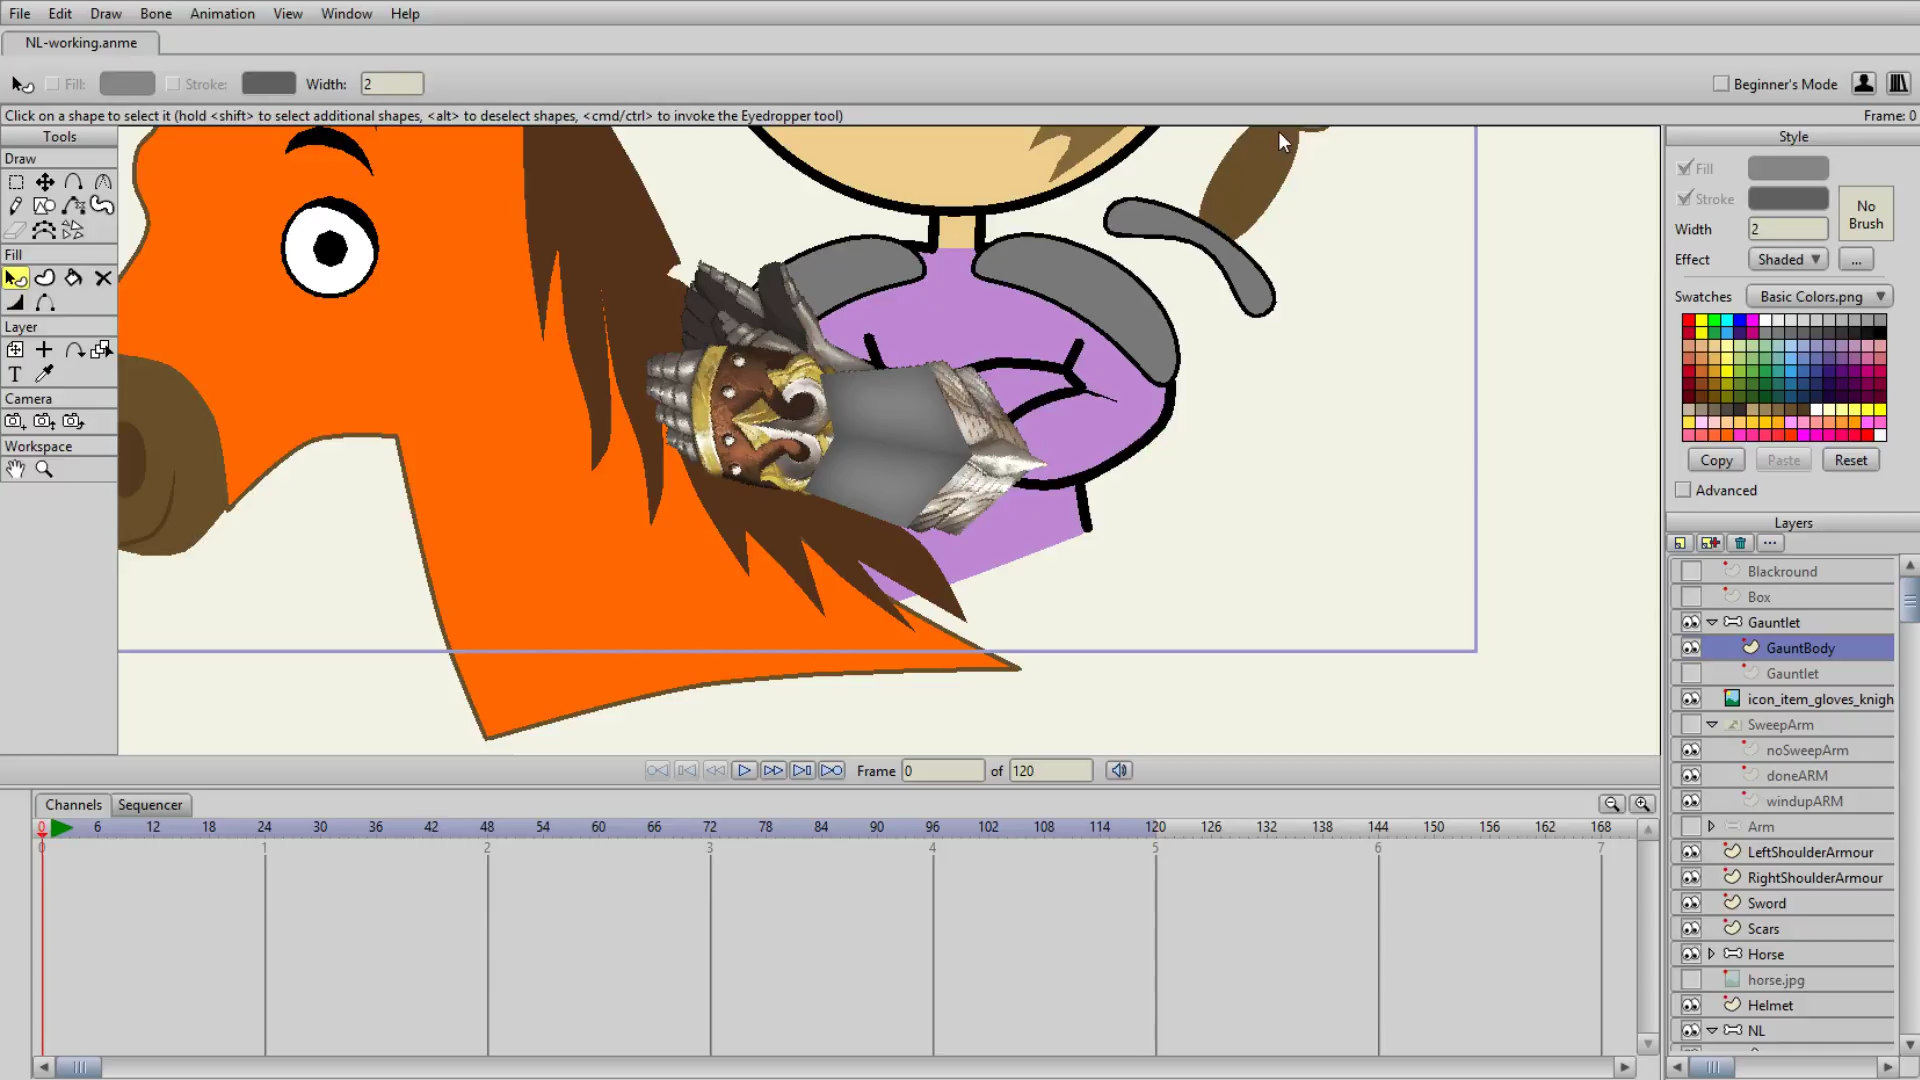 File Edit Draw Bone Animation View Window Help
NL-working.anme
Fill: Stroke: Width: 2 Beginner's Mode
Click on a shape to select it (hold <shift> to select additional shapes, <alt> to deselect shapes, <cmd/ctrl> to invoke the Eyedropper tool) Frame: 0
Tools
Draw
Fill
Layer
T
Camera
Workspace
Style
Fill
Stroke
No Brush
Width 2
Effect Shaded ...
Swatches Basic Colors.png
Copy Paste Reset
Advanced
Layers
Blackround
Box
Gauntlet
GauntBody
Gauntlet
icon_item_gloves_knigh
SweepArm
noSweepArm
doneARM
windupARM
Arm
LeftShoulderArmour
RightShoulderArmour
Sword
Scars
Horse
horse.jpg
Helmet
NL
Frame 0 of 120
Channels Sequencer
0 6 12 18 24 30 36 42 48 54 60 66 72 78 84 90 96 102 108 114 120 126 132 138 144 150 156 162 168
0 1 2 3 4 5 6 7